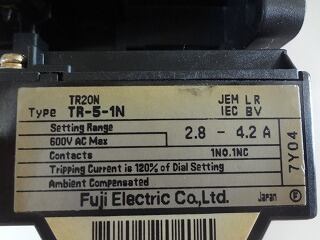 TR20N
Type TR-5-1N
JEM LR
IEC BV
Setting Range
600V AC Max
2.8 - 4.2 A
Contacts 1NO.1NC
Tripping Current is 120% of Dial Setting
Ambient Compensated
7Y04
Fuji Electric Co.,Ltd. Japan F